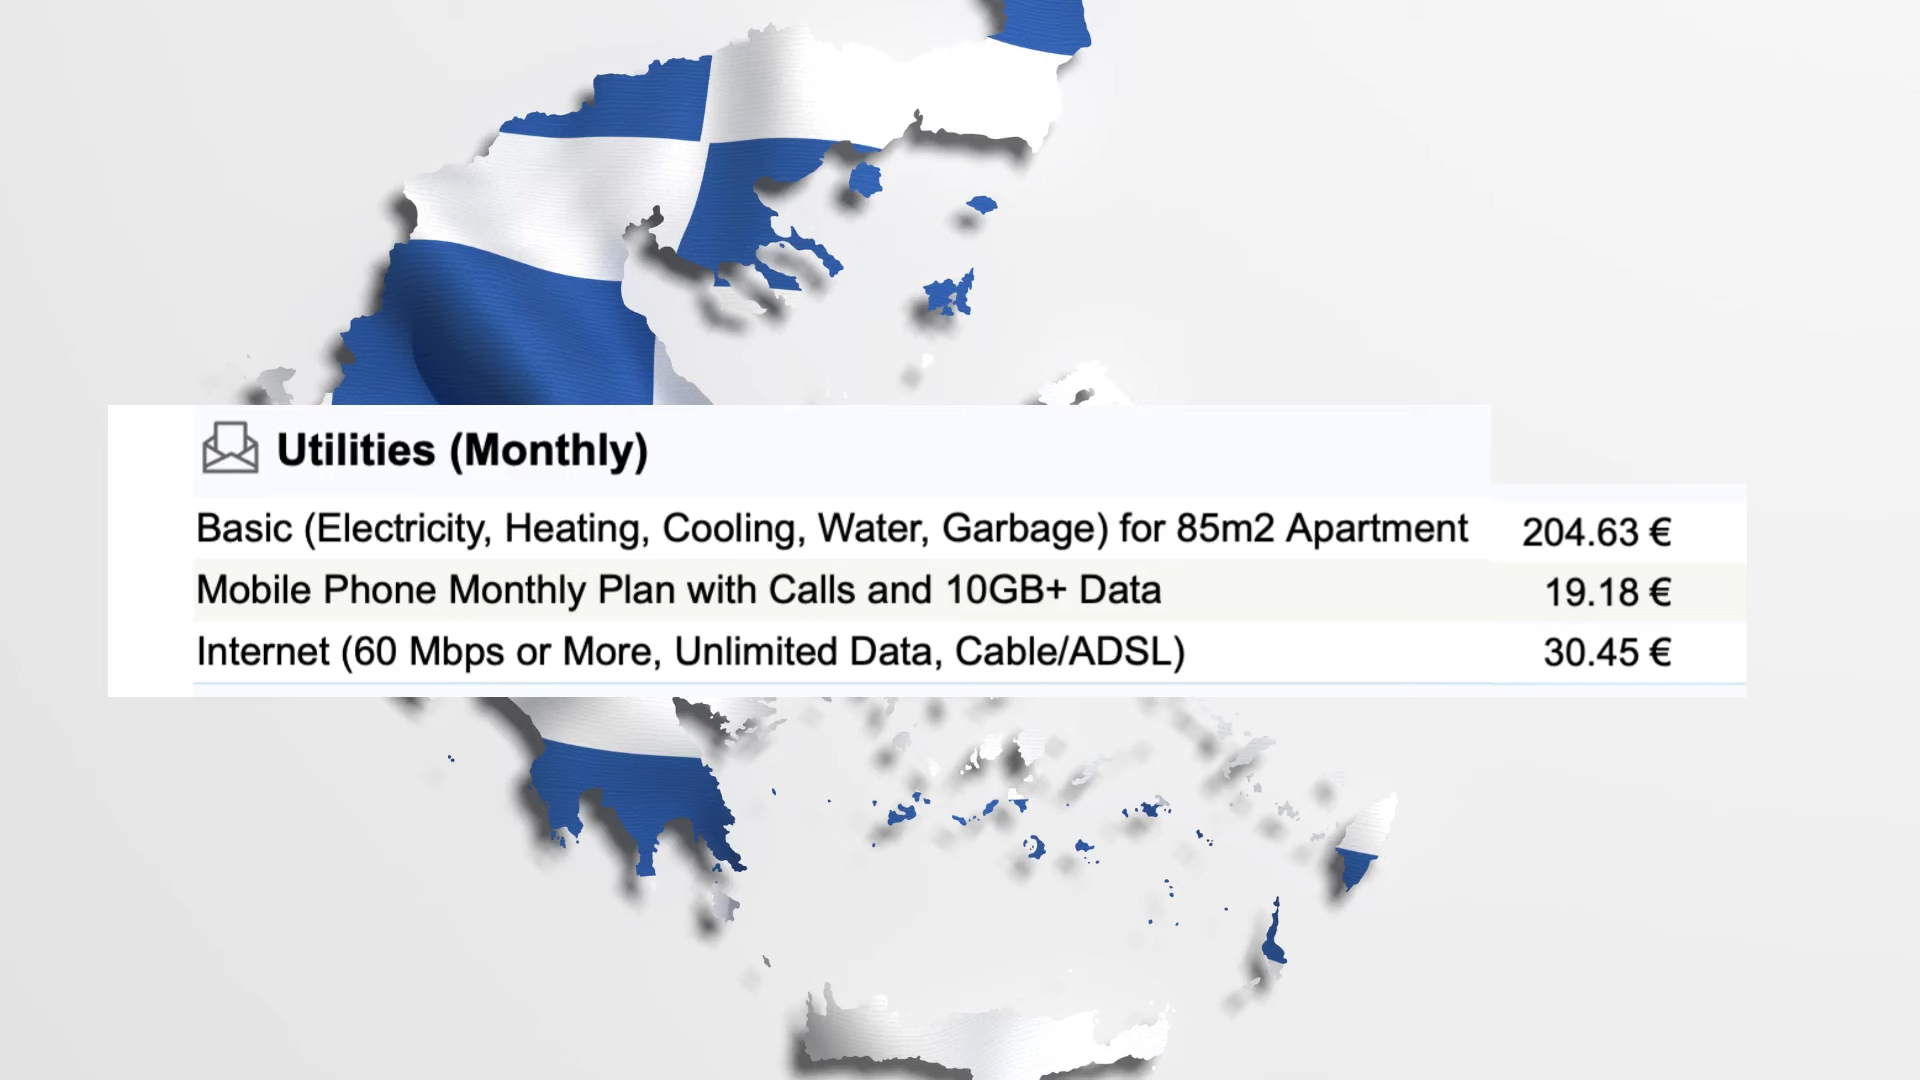 Utilities (Monthly)
Basic (Electricity, Heating, Cooling, Water, Garbage) for 85m2 Apartment 204.63 €
Mobile Phone Monthly Plan with Calls and 10GB+ Data 19.18 €
Internet (60 Mbps or More, Unlimited Data, Cable/ADSL) 30.45 €